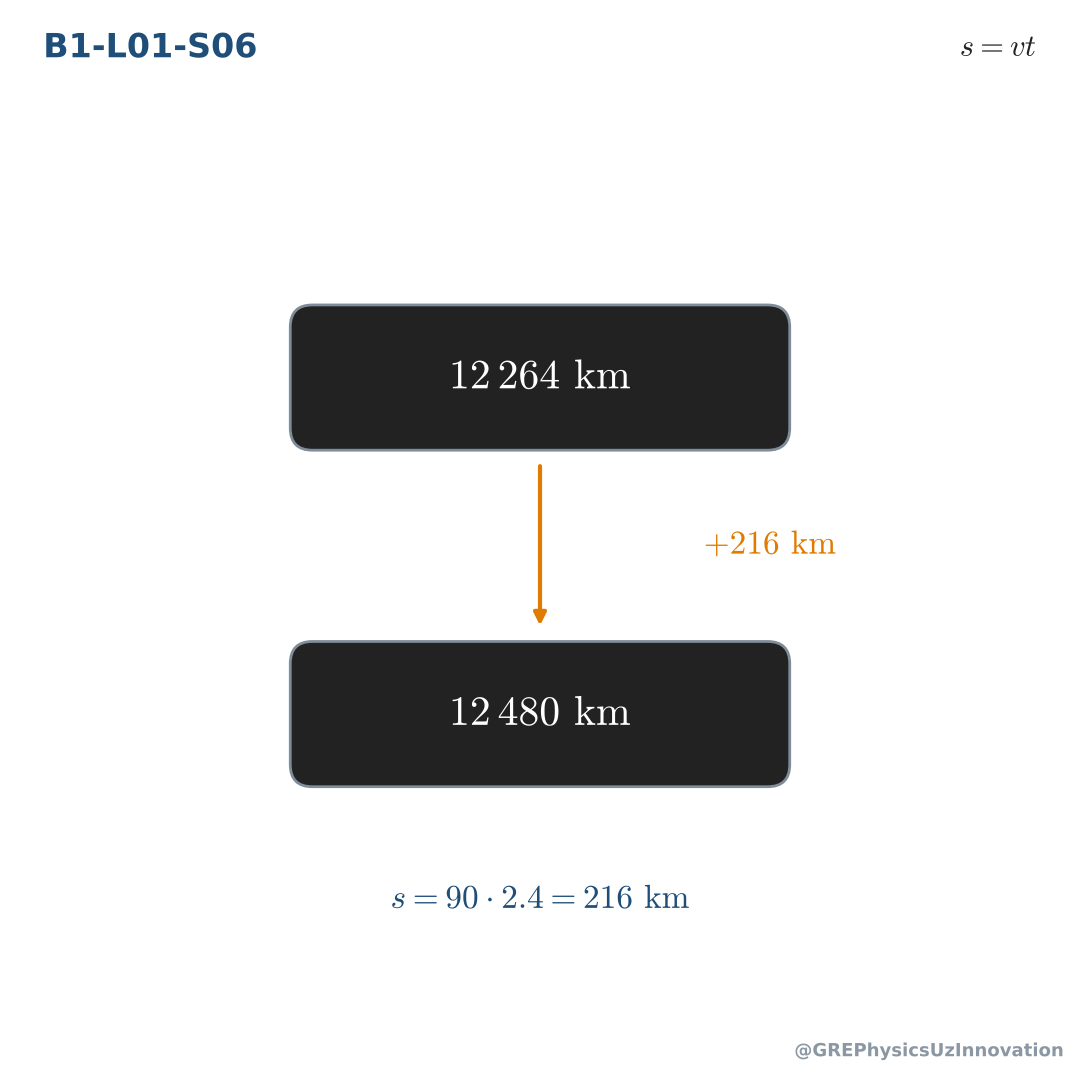 B1-L01-S06
s = vt
12 264 km
+216 km
12 480 km
s = 90 · 2.4 = 216 km
@GREPhysicsUzInnovation